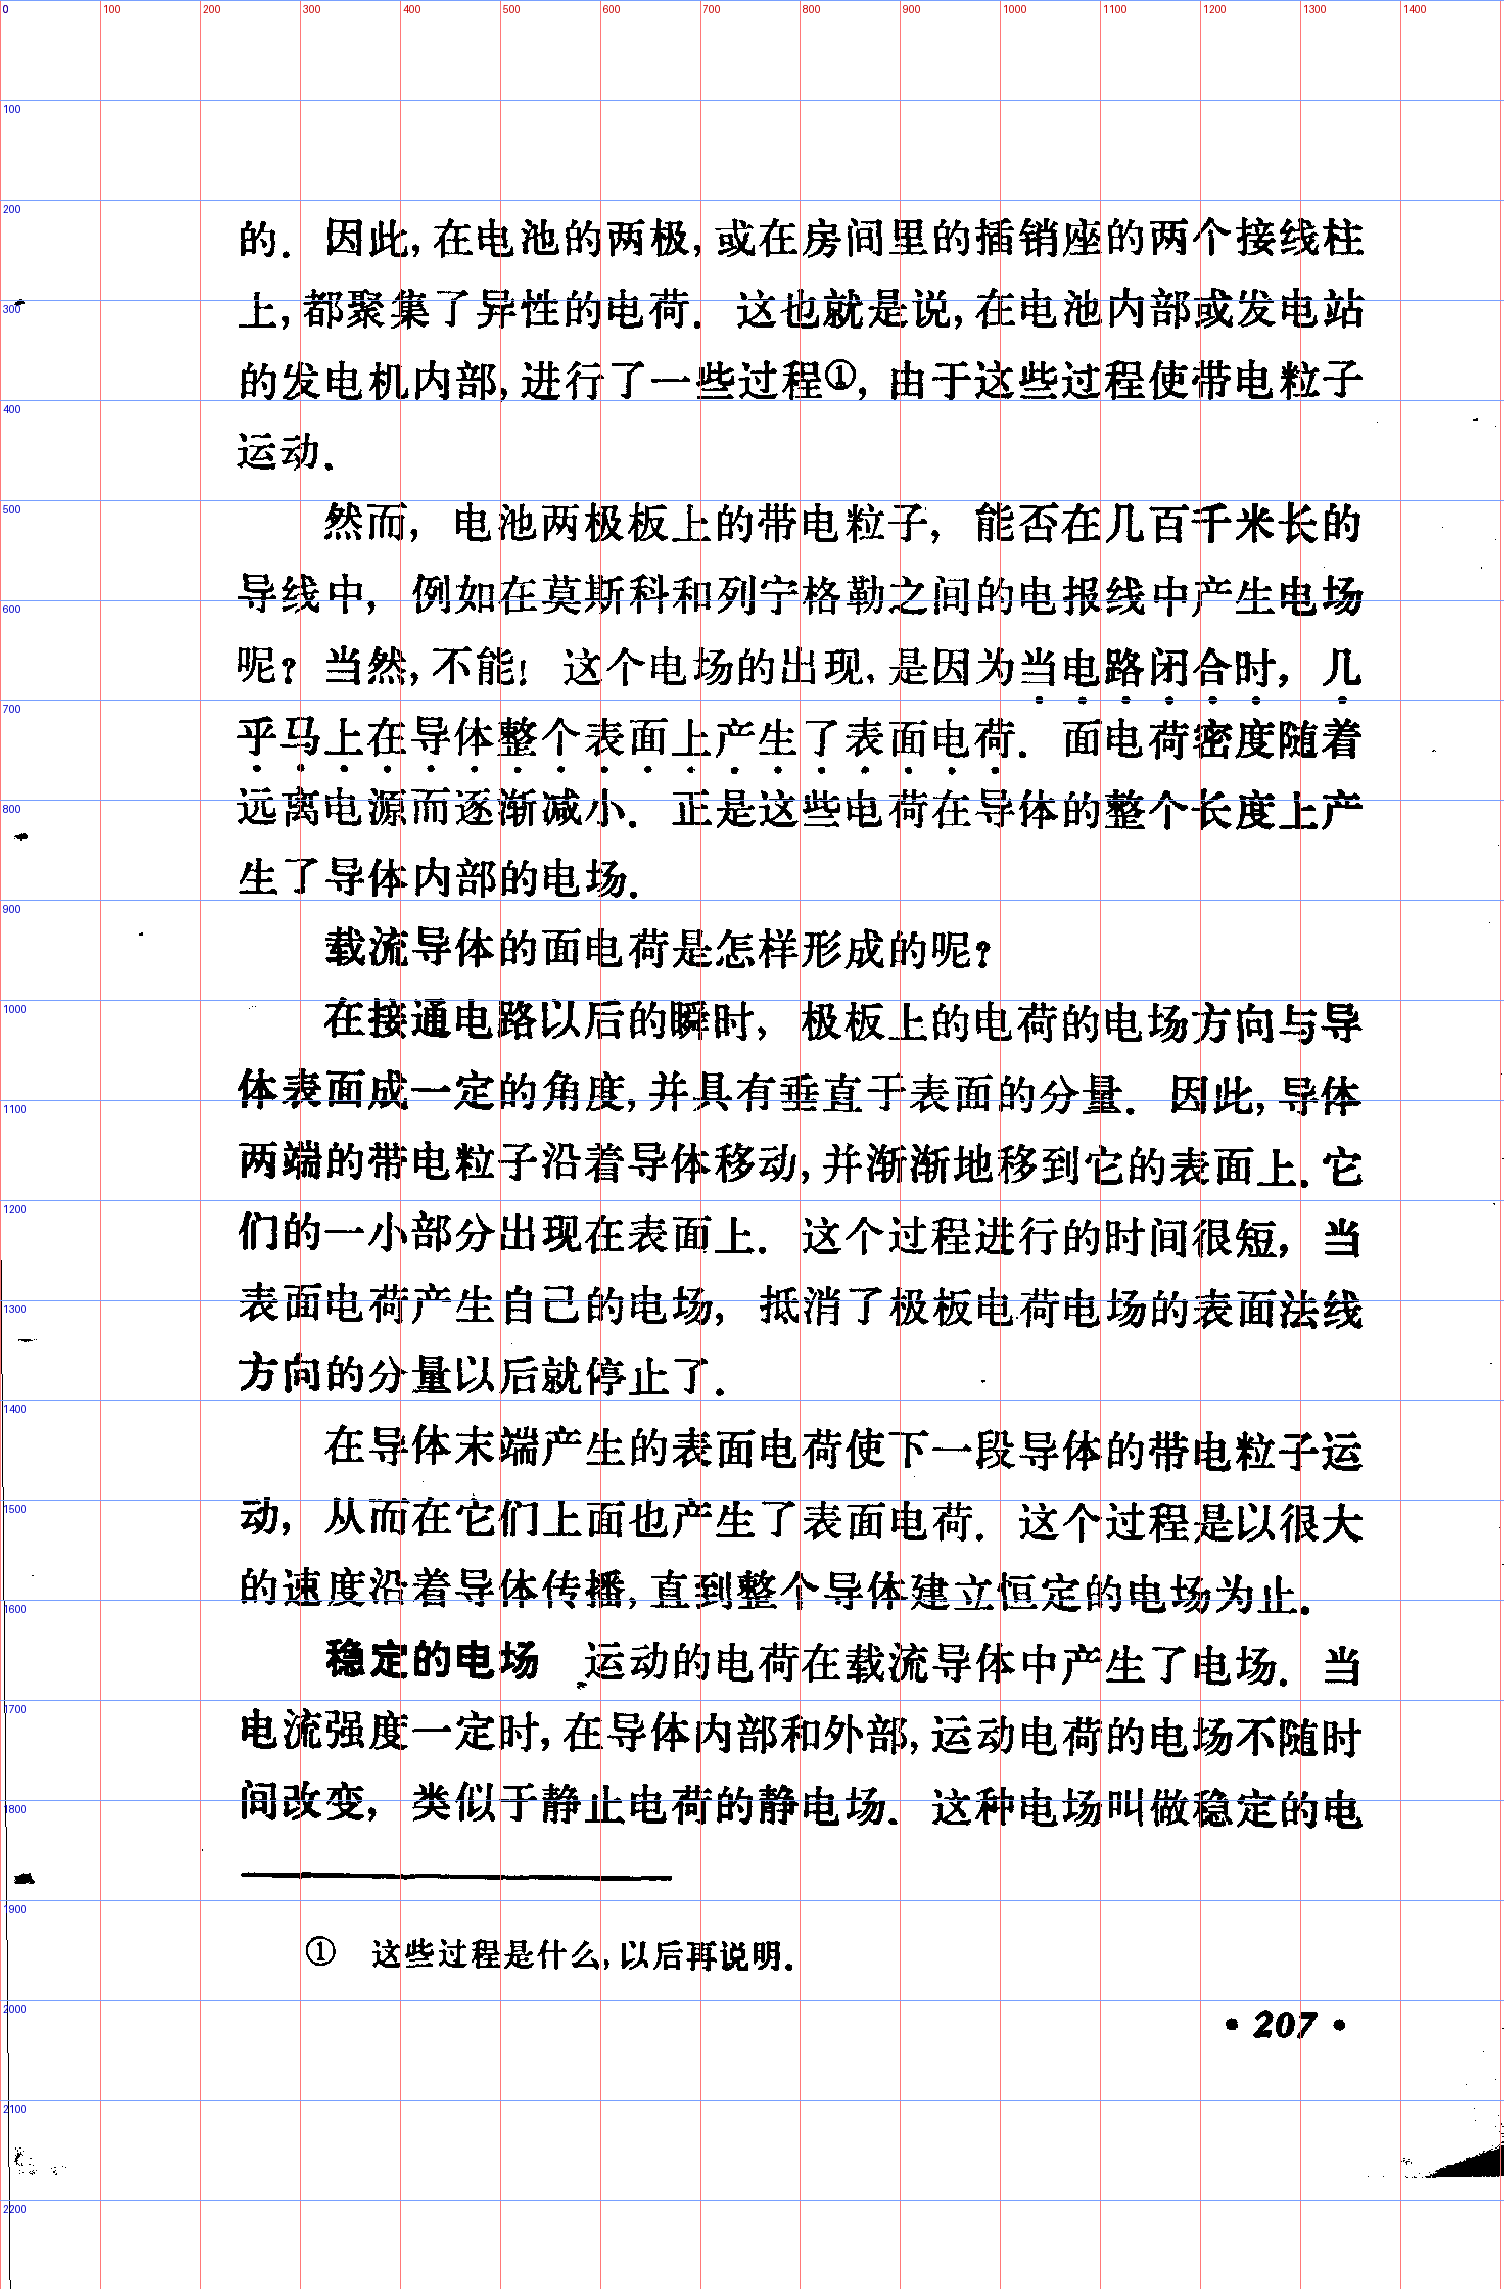 的．因此，在电池的两极，或在房间里的插销座的两个接线柱
上，都聚集了异性的电荷．这也就是说，在电池内部或发电站
的发电机内部，进行了一些过程①，由于这些过程使带电粒子
运动．
然而，电池两极板上的带电粒子，能否在几百千米长的
导线中，例如在莫斯科和列宁格勒之间的电报线中产生电场
呢？当然，不能！这个电场的出现，是因为当电路闭合时，几
乎马上在导体整个表面上产生了表面电荷．面电荷密度随着
远离电源而逐渐减小．正是这些电荷在导体的整个长度上产
生了导体内部的电场．
载流导体的面电荷是怎样形成的呢？
在接通电路以后的瞬时，极板上的电荷的电场方向与导
体表面成一定的角度，并具有垂直于表面的分量．因此，导体
两端的带电粒子沿着导体移动，并渐渐地移到它的表面上．它
们的一小部分出现在表面上．这个过程进行的时间很短，当
表面电荷产生自己的电场，抵消了极板电荷电场的表面法线
方向的分量以后就停止了．
在导体末端产生的表面电荷使下一段导体的带电粒子运
动，从而在它们上面也产生了表面电荷．这个过程是以很大
的速度沿着导体传播，直到整个导体建立恒定的电场为止．
稳定的电场　运动的电荷在载流导体中产生了电场．当
电流强度一定时，在导体内部和外部，运动电荷的电场不随时
间改变，类似于静止电荷的静电场．这种电场叫做稳定的电
①　这些过程是什么，以后再说明．
• 207 •